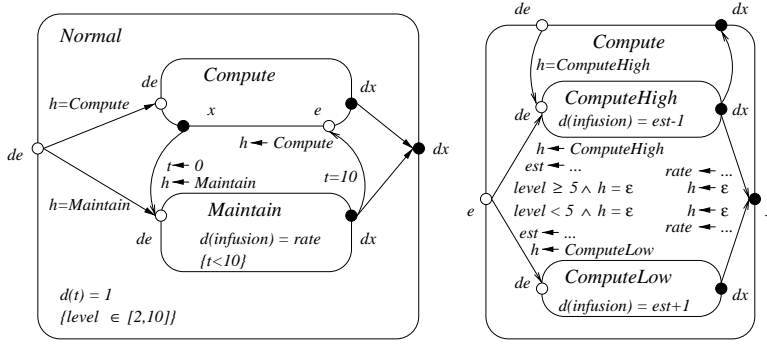 Normal
Compute
de
dx
h=Compute
x
e
h ← Compute
de
dx
t ← 0
h ← Maintain
t=10
h=Maintain
Maintain
de
d(infusion) = rate
dx
{t<10}
d(t) = 1
{level ∈ [2,10]}
de
dx
Compute
h=ComputeHigh
de
ComputeHigh
dx
d(infusion) = est-1
h ← ComputeHigh
est ← ...
rate ← ...
level ≥ 5 ∧ h = ε
h ← ε
e
level < 5 ∧ h = ε
h ← ε
est ← ...
rate ← ...
h ← ComputeLow
ComputeLow
de
dx
d(infusion) = est+1